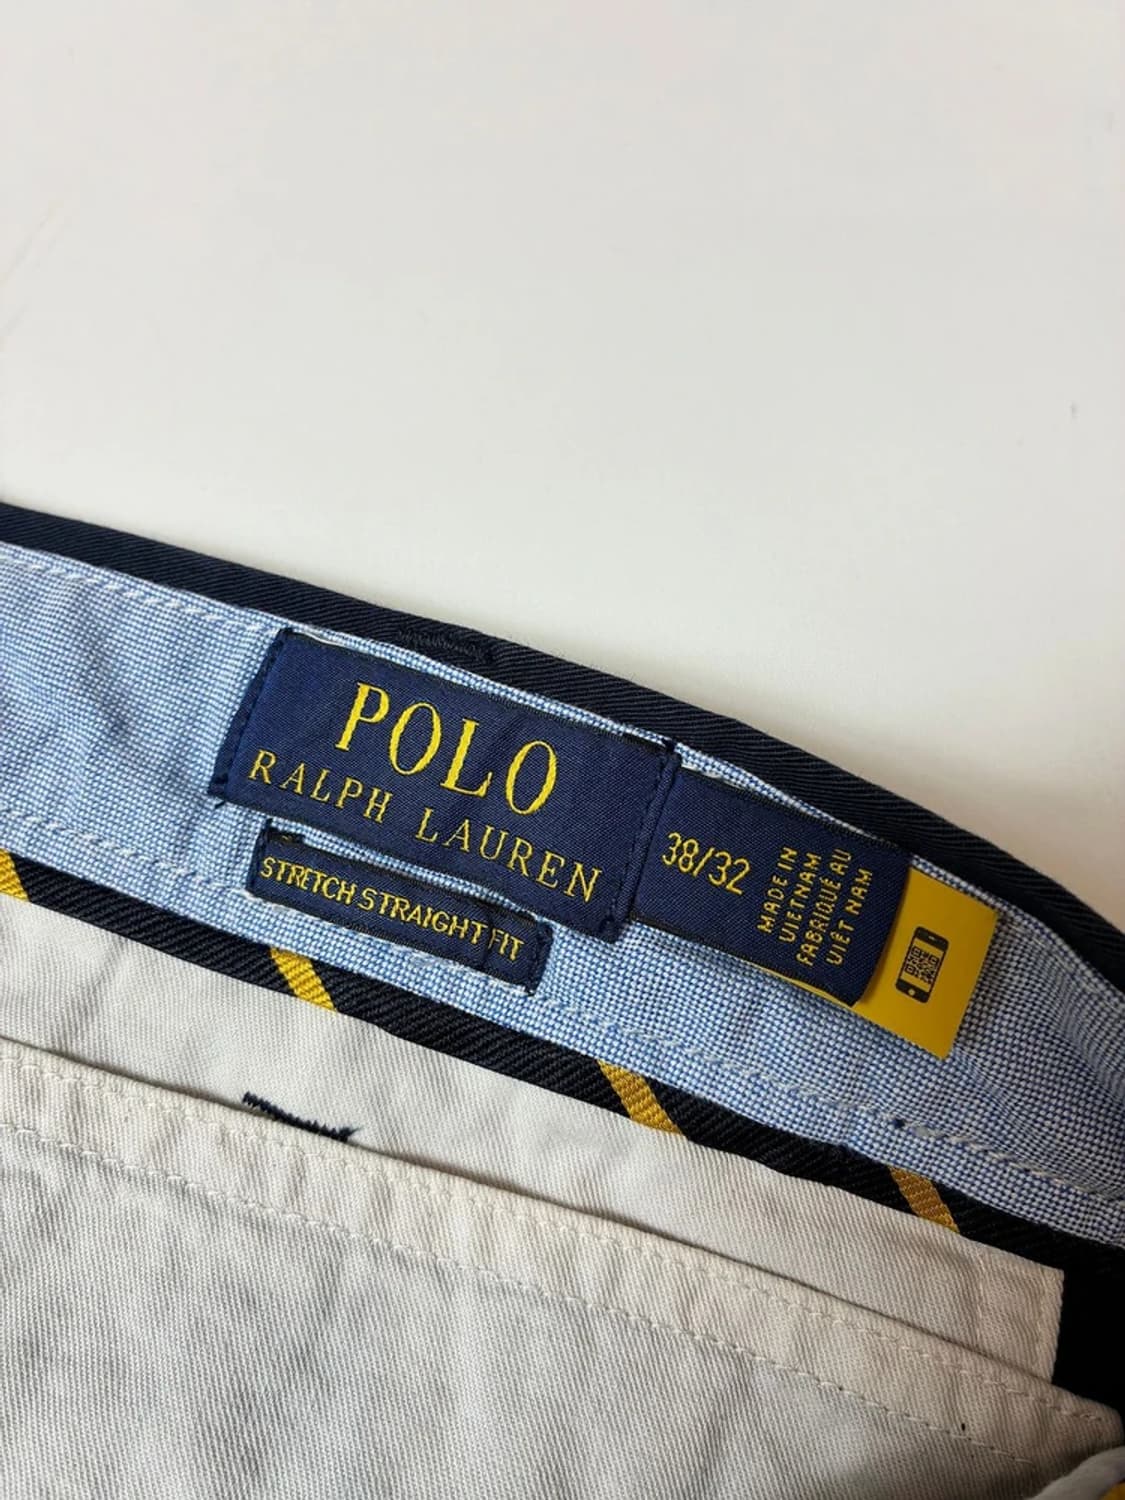 POLO
RALPH LAUREN
STRETCH STRAIGHT FIT
38/32
MADE IN
VIETNAM
FABRIQUÉ AU
VIÊT NAM